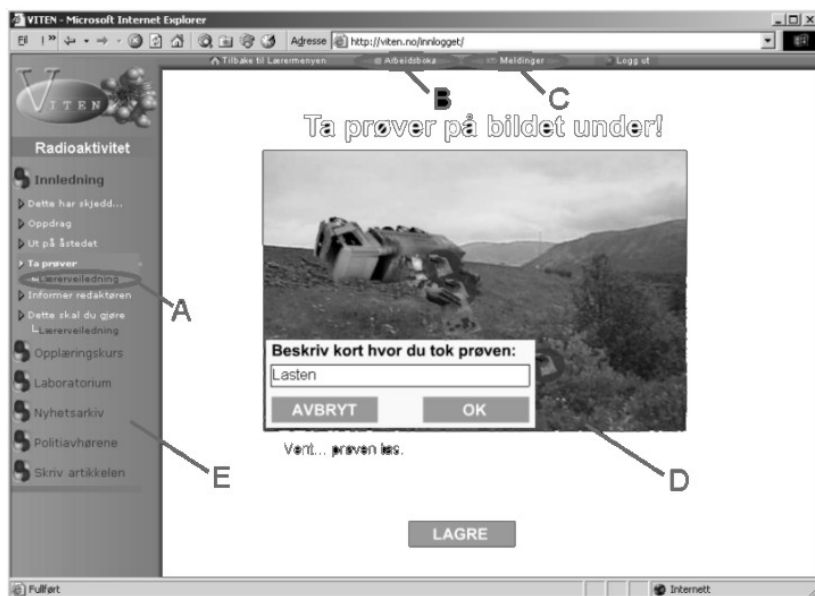 VITEN - Microsoft Internet Explorer
Adresse http://viten.no/innlogget/
Tilbake til Lærermenyen Arbeidsboka Meldinger Logg ut
B
C
VITEN
Radioaktivitet
Innledning
Dette har skjedd...
Oppdrag
Ut på åstedet
Ta prøver
Lærerveiledning
A
Informer redaktøren
Dette skal du gjøre
Lærerveiledning
Opplæringskurs
Laboratorium
Nyhetsarkiv
Politiavhørene
Skriv artikkelen
E
Ta prøver på bildet under!
Beskriv kort hvor du tok prøven:
Lasten
AVBRYT OK
D
Vent... prøven tas.
LAGRE
Fullført Internett